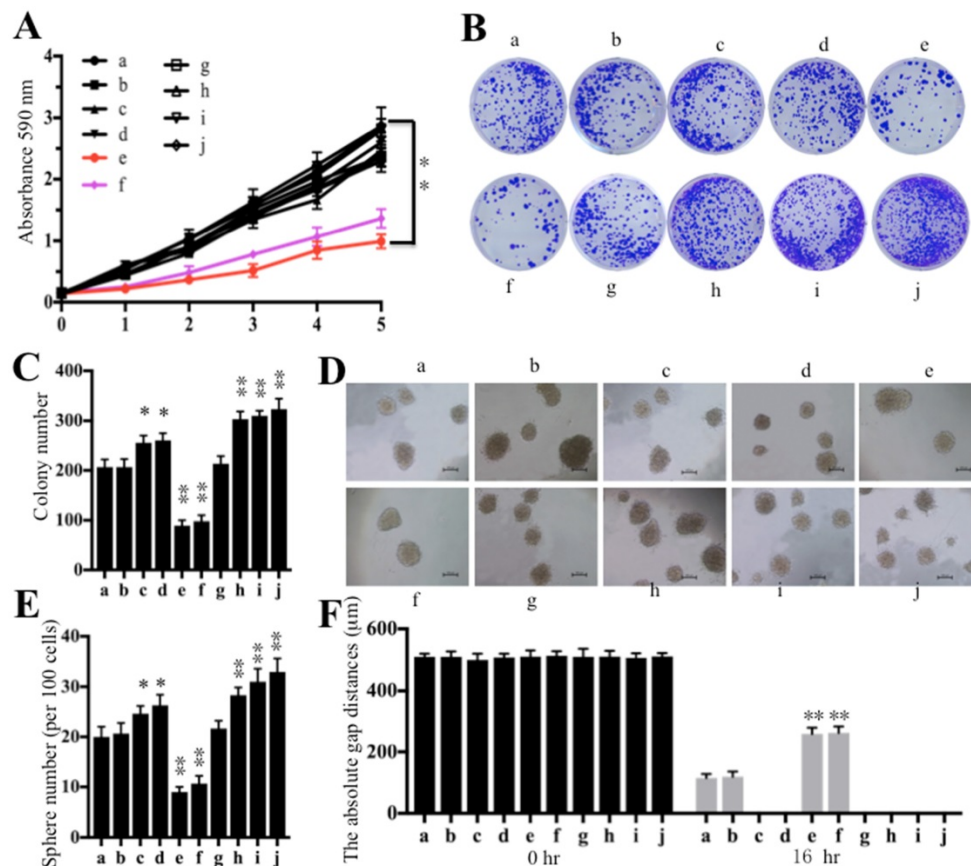 A
Absorbance 590 nm
4
3
2
1
0
a
b
c
d
e
f
g
h
i
j
**
0 1 2 3 4 5
B
a b c d e
f g h i j
C
Colony number
400
300
200
100
0
* * ** ** ** ** **
a b c d e f g h i j
D
a b c d e
f g h i j
E
Sphere number (per 100 cells)
40
30
20
10
0
* * ** ** ** ** **
a b c d e f g h i j
F
The absolute gap distances (μm)
600
400
200
0
** **
a b c d e f g h i j a b c d e f g h i j
0 hr 16 hr